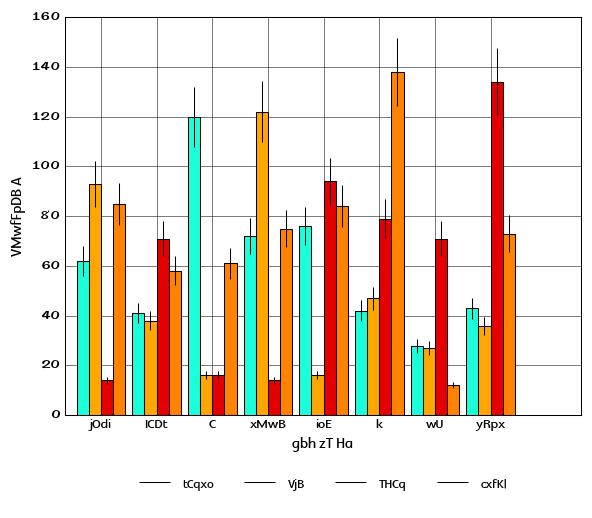 160
140
120
100
80
60
40
20
0
VMwfFpDB A
jOdi ICDt C xMwB ioE k wU yRpx
gbh zT Ha
tCqxo VjB THCq cxfKl